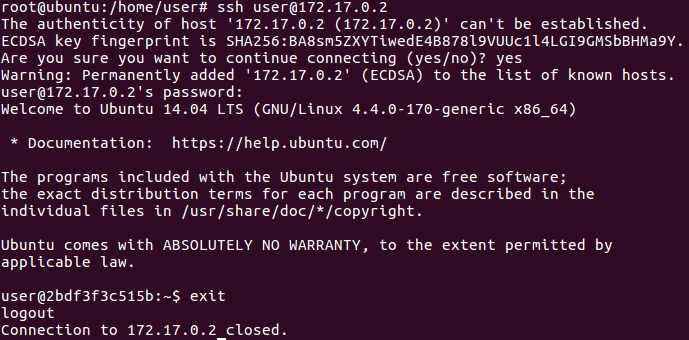 root@ubuntu:/home/user# ssh user@172.17.0.2
The authenticity of host '172.17.0.2 (172.17.0.2)' can't be established.
ECDSA key fingerprint is SHA256:BA8sm5ZXYTiwedE4B878l9VUUc1l4LGI9GMSbBHMa9Y.
Are you sure you want to continue connecting (yes/no)? yes
Warning: Permanently added '172.17.0.2' (ECDSA) to the list of known hosts.
user@172.17.0.2's password:
Welcome to Ubuntu 14.04 LTS (GNU/Linux 4.4.0-170-generic x86_64)

 * Documentation:  https://help.ubuntu.com/

The programs included with the Ubuntu system are free software;
the exact distribution terms for each program are described in the
individual files in /usr/share/doc/*/copyright.

Ubuntu comes with ABSOLUTELY NO WARRANTY, to the extent permitted by
applicable law.

user@2bdf3f3c515b:~$ exit
logout
Connection to 172.17.0.2 closed.